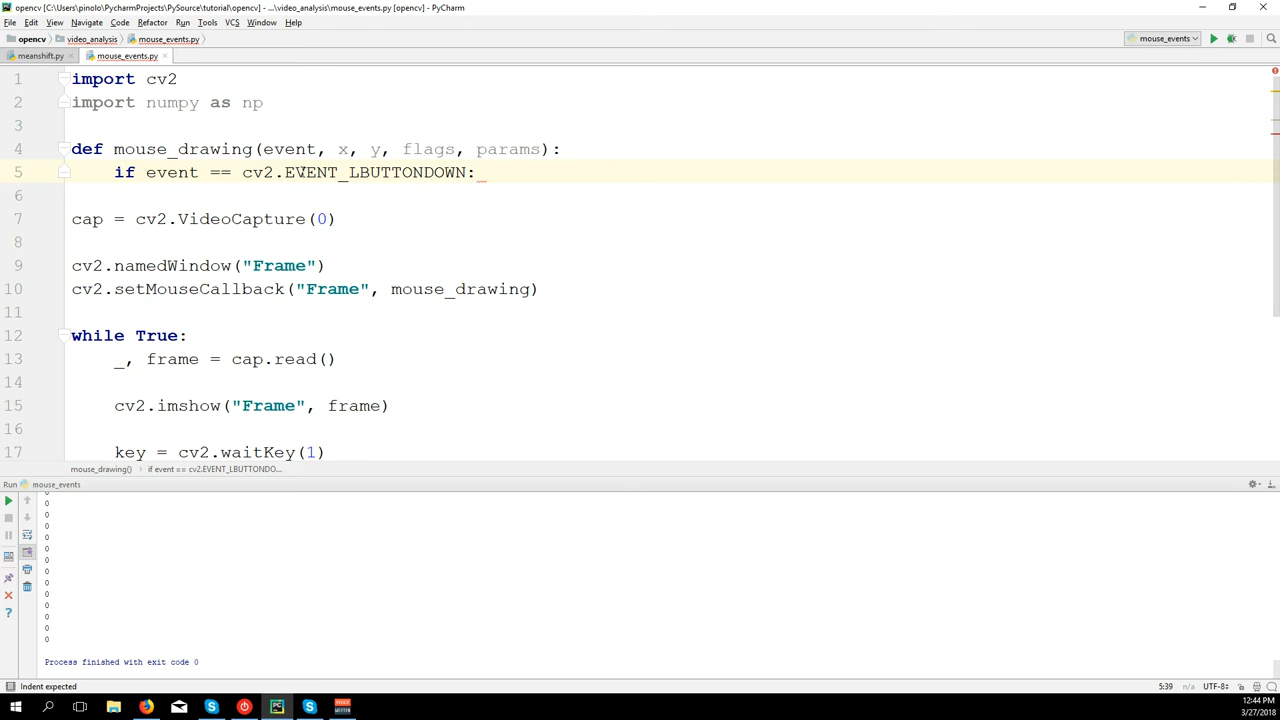 opencv [C:\Users\pinolo\PycharmProjects\PySource\tutorial\opencv] - ...\video_analysis\mouse_events.py [opencv] - PyCharm
File Edit View Navigate Code Refactor Run Tools VCS Window Help
opencv video_analysis mouse_events.py mouse_events
meanshift.py mouse_events.py
1 import cv2
2 import numpy as np
3
4 def mouse_drawing(event, x, y, flags, params):
5 if event == cv2.EVENT_LBUTTONDOWN:
6
7 cap = cv2.VideoCapture(0)
8
9 cv2.namedWindow("Frame")
10 cv2.setMouseCallback("Frame", mouse_drawing)
11
12 while True:
13 _, frame = cap.read()
14
15 cv2.imshow("Frame", frame)
16
17 key = cv2.waitKey(1)
mouse_drawing() if event == cv2.EVENT_LBUTTONDO...
Run mouse_events
0
0
0
0
0
0
0
0
0
0
0
0
0
0
Process finished with exit code 0
Indent expected 5:39 n/a UTF-8
12:44 PM
3/27/2018